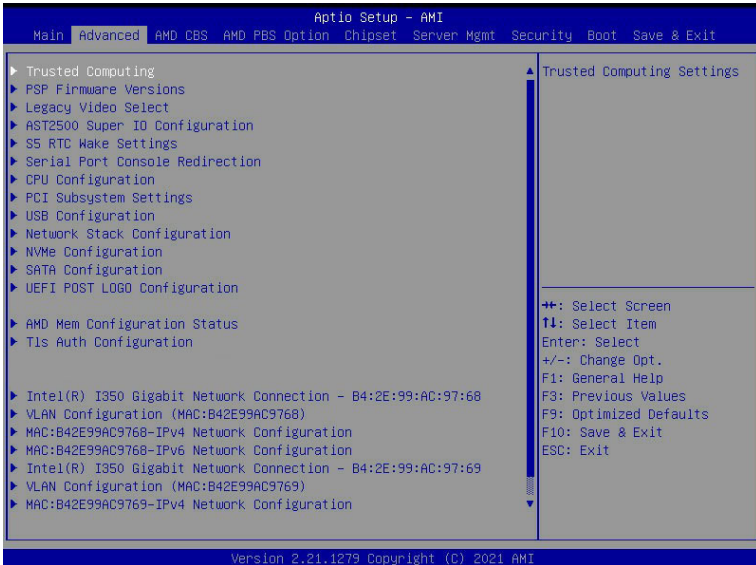 Aptio Setup – AMI
Main Advanced AMD CBS AMD PBS Option Chipset Server Mgmt Security Boot Save & Exit
Trusted Computing
PSP Firmware Versions
Legacy Video Select
AST2500 Super IO Configuration
S5 RTC Wake Settings
Serial Port Console Redirection
CPU Configuration
PCI Subsystem Settings
USB Configuration
Network Stack Configuration
NVMe Configuration
SATA Configuration
UEFI POST LOGO Configuration
AMD Mem Configuration Status
Tls Auth Configuration
Intel(R) I350 Gigabit Network Connection – B4:2E:99:AC:97:68
VLAN Configuration (MAC:B42E99AC9768)
MAC:B42E99AC9768-IPv4 Network Configuration
MAC:B42E99AC9768-IPv6 Network Configuration
Intel(R) I350 Gigabit Network Connection – B4:2E:99:AC:97:69
VLAN Configuration (MAC:B42E99AC9769)
MAC:B42E99AC9769-IPv4 Network Configuration
Trusted Computing Settings
→←: Select Screen
↑↓: Select Item
Enter: Select
+/-: Change Opt.
F1: General Help
F3: Previous Values
F9: Optimized Defaults
F10: Save & Exit
ESC: Exit
Version 2.21.1279 Copyright (C) 2021 AMI